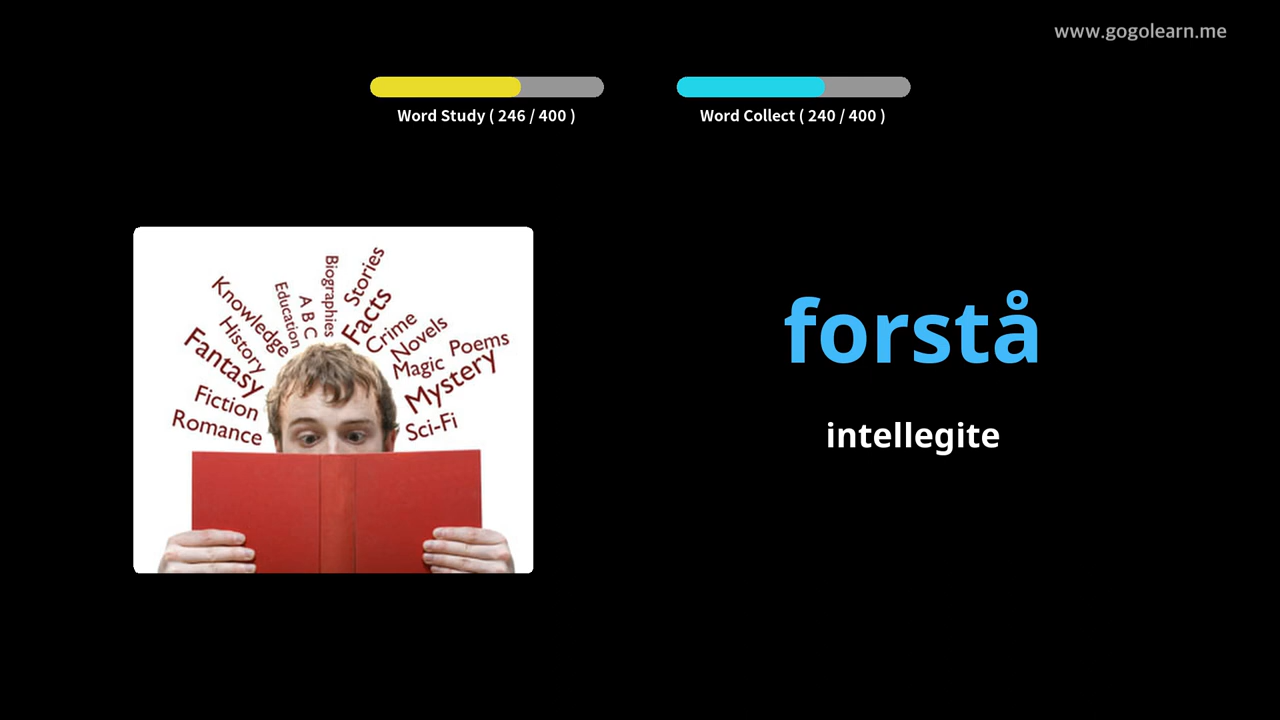 www.gogolearn.me
Word Study ( 246 / 400 )
Word Collect ( 240 / 400 )
Biographies
Stories
Education
A B C
Facts
Knowledge
Crime
History
Novels
Poems
Fantasy
Magic
Mystery
Fiction
Romance
Sci-Fi
forstå
intellegite